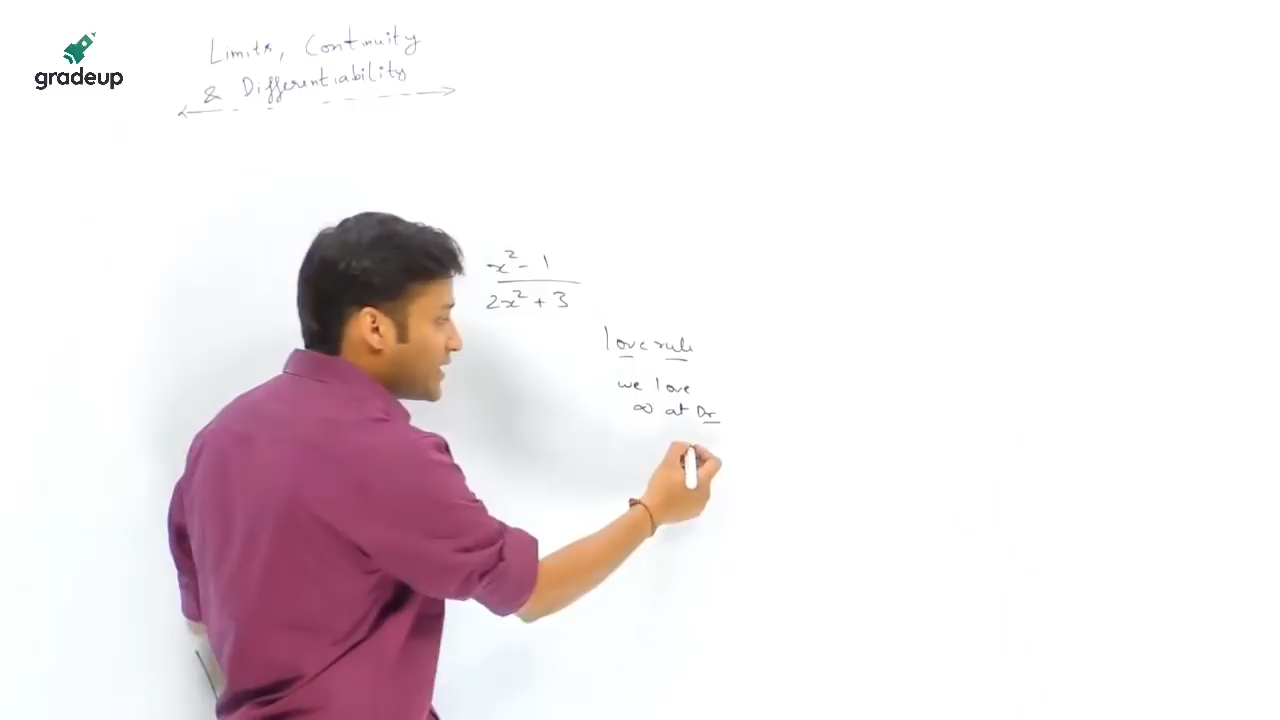 gradeup
Limits, Continuity
& Differentiability
x² - 1
2x² + 3
love rule
we love
∞ at Dr